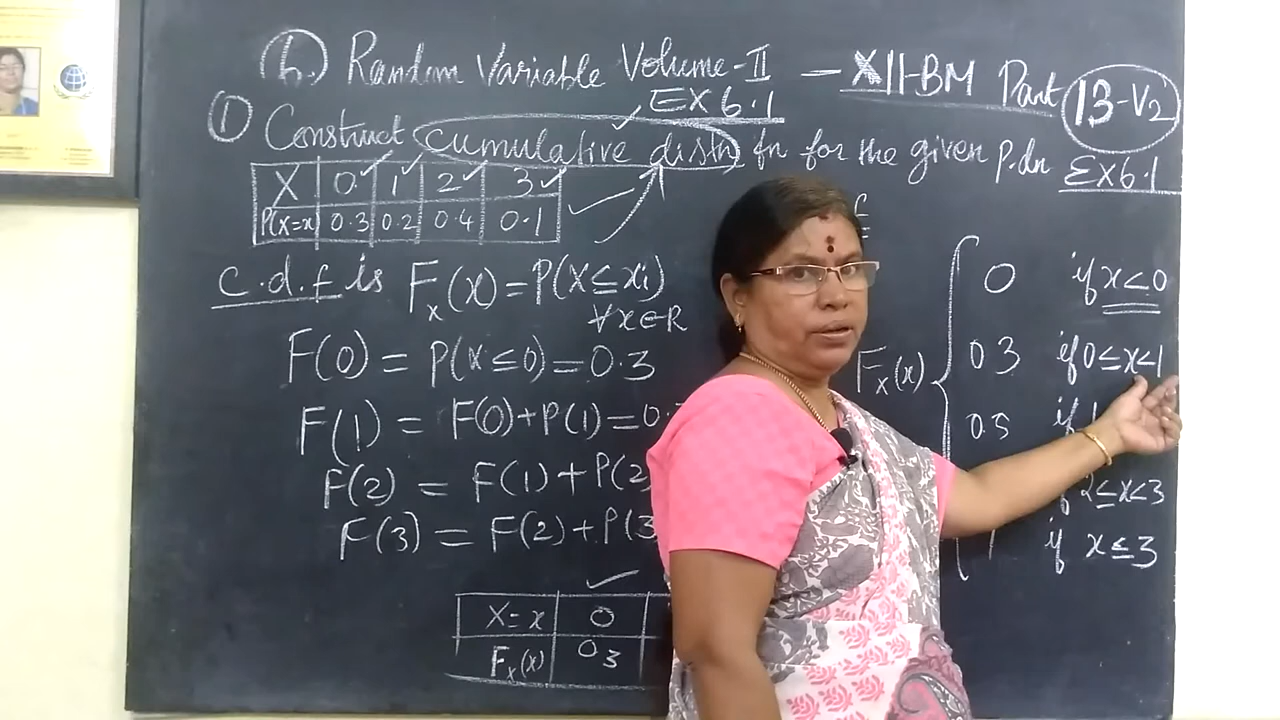 6. Random Variable Volume-II — XII-BM Part 13-V2
EX 6.1
① Construct cumulative distn fn for the given p.dn EX6.1
X 0 1 2 3
P(X=x) 0.3 0.2 0.4 0.1
c.d.f is Fx(x) = P(X≤xi)
∀x∈R
F(0) = P(X≤0) = 0.3
F(1) = F(0)+P(1) = 0.
F(2) = F(1)+P(2
F(3) = F(2)+P(3
X=x 0
Fx(x) 0.3
Fx(x)
0 if x<0
0.3 if 0≤x<1
0.5 if
if 2≤x<3
1 if x≤3